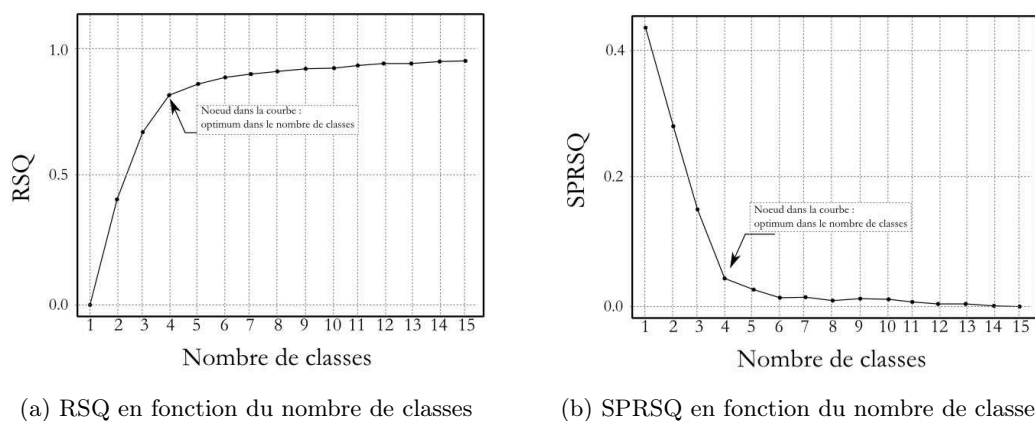 1.0
0.5
0.0
RSQ
Noeud dans la courbe :
optimum dans le nombre de classes
1 2 3 4 5 6 7 8 9 10 11 12 13 14 15
Nombre de classes
(a) RSQ en fonction du nombre de classes
0.4
0.2
0.0
SPRSQ
Noeud dans la courbe :
optimum dans le nombre de classes
1 2 3 4 5 6 7 8 9 10 11 12 13 14 15
Nombre de classes
(b) SPRSQ en fonction du nombre de classe